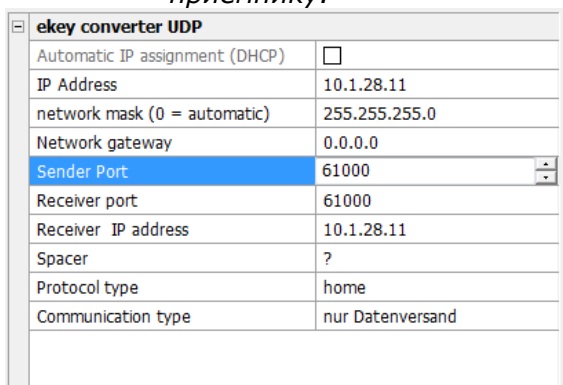 приемнику.
ekey converter UDP
Automatic IP assignment (DHCP)
IP Address 10.1.28.11
network mask (0 = automatic) 255.255.255.0
Network gateway 0.0.0.0
Sender Port 61000
Receiver port 61000
Receiver IP address 10.1.28.11
Spacer ?
Protocol type home
Communication type nur Datenversand